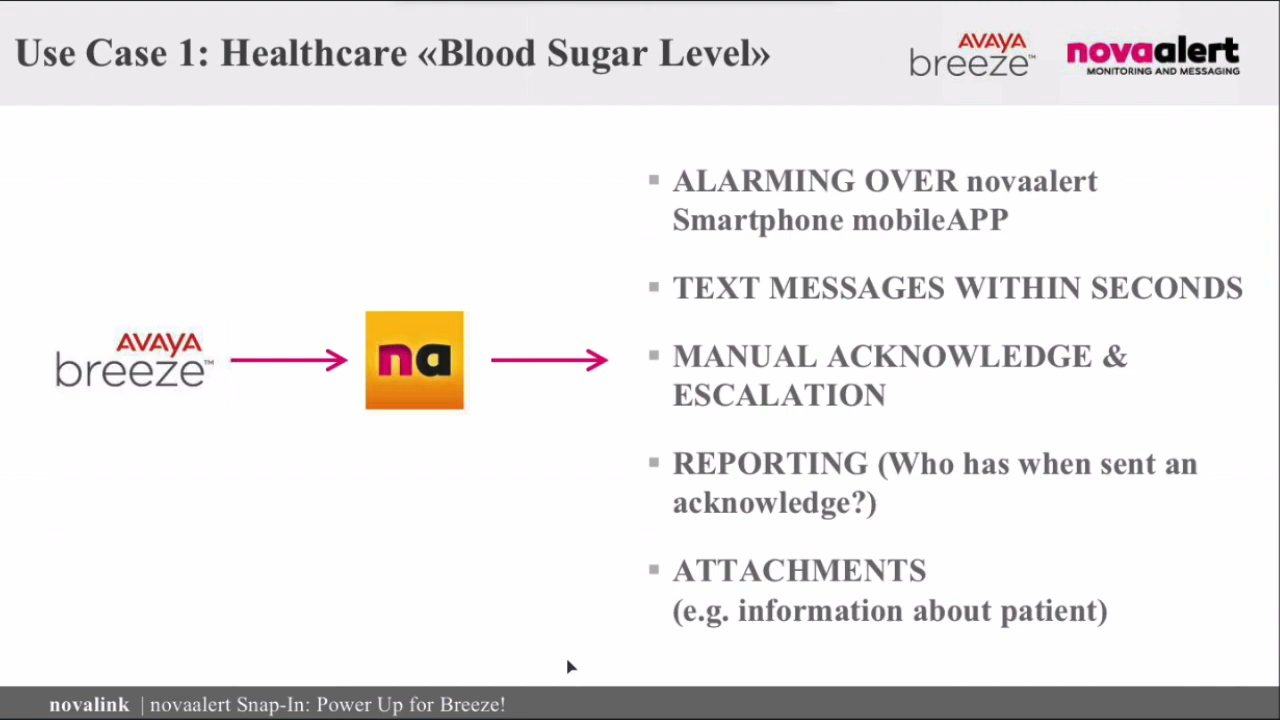 Use Case 1: Healthcare «Blood Sugar Level»
AVAYA
breeze™
novaalert
MONITORING AND MESSAGING
ALARMING OVER novaalert
Smartphone mobileAPP
TEXT MESSAGES WITHIN SECONDS
AVAYA
breeze™
na
MANUAL ACKNOWLEDGE &
ESCALATION
REPORTING (Who has when sent an
acknowledge?)
ATTACHMENTS
(e.g. information about patient)
novalink | novaalert Snap-In: Power Up for Breeze!